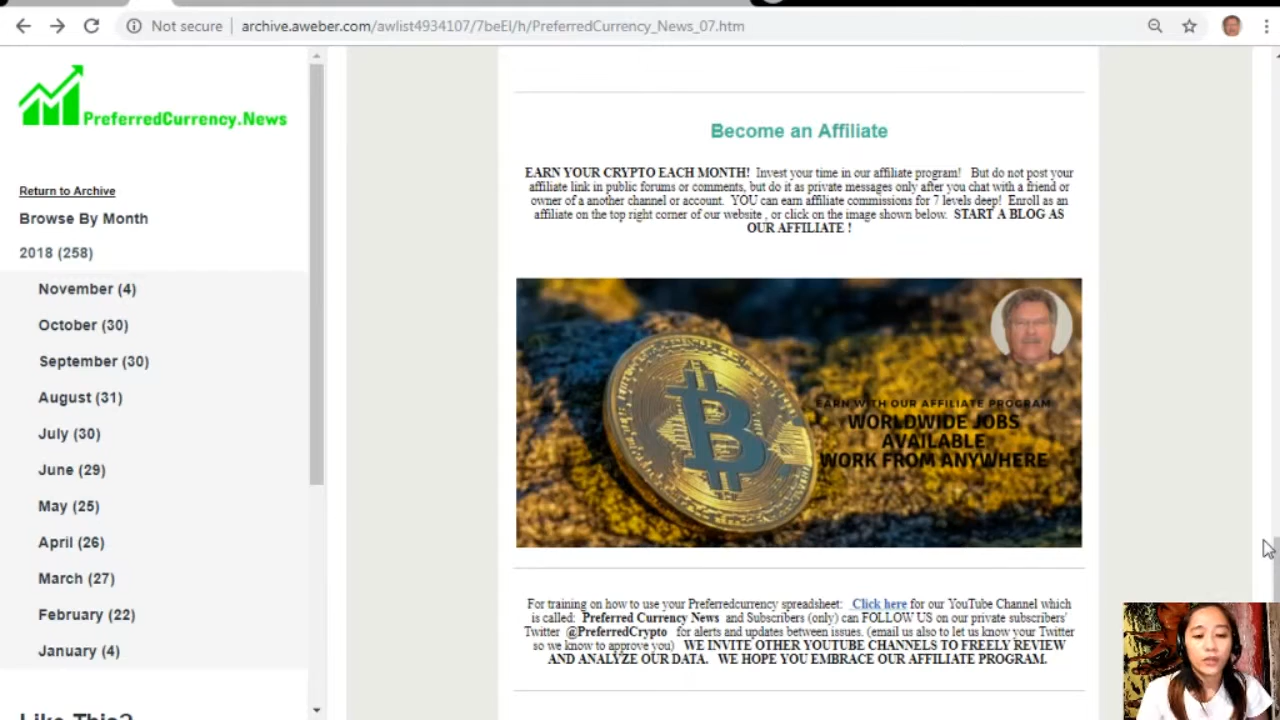 Not secure | archive.aweber.com/awlist4934107/7beEI/h/PreferredCurrency_News_07.htm
PreferredCurrency.News
Return to Archive
Browse By Month
2018 (258)
November (4)
October (30)
September (30)
August (31)
July (30)
June (29)
May (25)
April (26)
March (27)
February (22)
January (4)
Like This?
Become an Affiliate
EARN YOUR CRYPTO EACH MONTH! Invest your time in our affiliate program! But do not post your
affiliate link in public forums or comments, but do it as private messages only after you chat with a friend or
owner of a another channel or account. YOU can earn affiliate commissions for 7 levels deep! Enroll as an
affiliate on the top right corner of our website , or click on the image shown below. START A BLOG AS
OUR AFFILIATE !
EARN WITH OUR AFFILIATE PROGRAM
WORLDWIDE JOBS
AVAILABLE
WORK FROM ANYWHERE
For training on how to use your Preferredcurrency spreadsheet: Click here for our YouTube Channel which
is called: Preferred Currency News and Subscribers (only) can FOLLOW US on our private subscribers'
Twitter @PreferredCrypto for alerts and updates between issues. (email us also to let us know your Twitter
so we know to approve you) WE INVITE OTHER YOUTUBE CHANNELS TO FREELY REVIEW
AND ANALYZE OUR DATA. WE HOPE YOU EMBRACE OUR AFFILIATE PROGRAM.